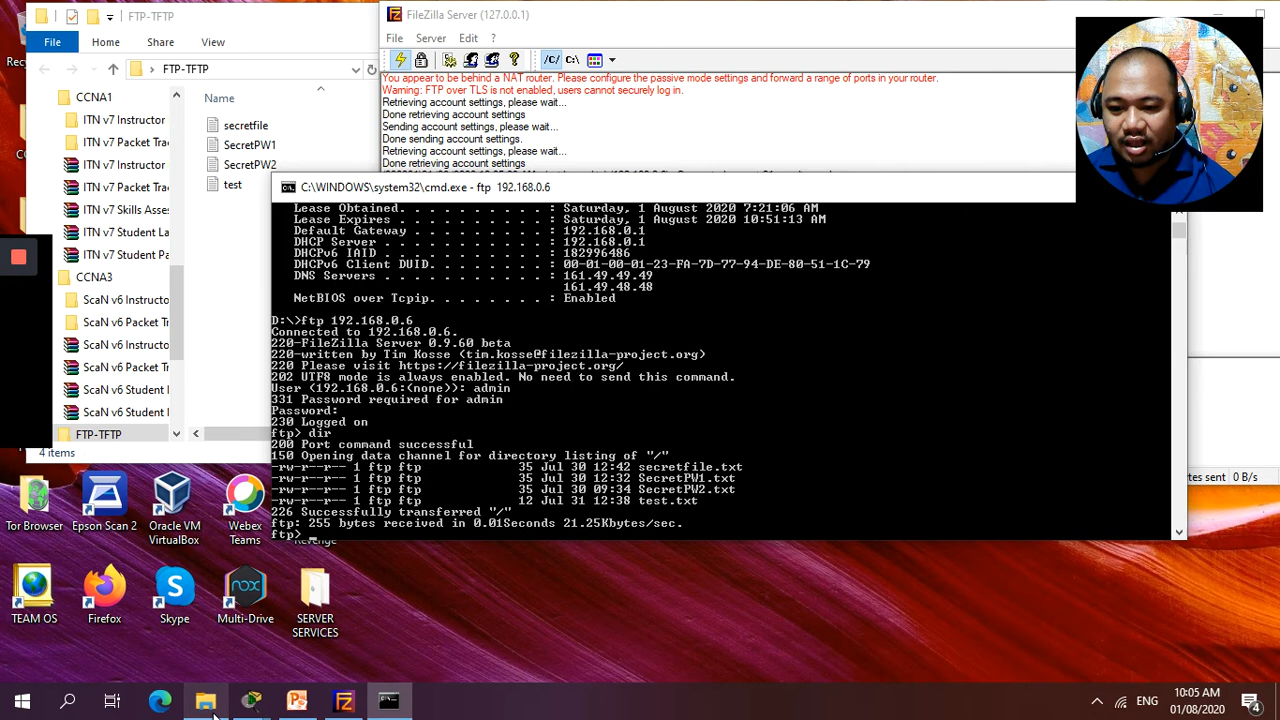 FTP-TFTP
File
Home
Share
View
FTP-TFTP
CCNA1
ITN v7 Instructor
ITN v7 Packet Tra
ITN v7 Instructor
ITN v7 Skills Asse
ITN v7 Student La
ITN v7 Student Pa
CCNA3
ScaN v6 Instructo
ScaN v6 Packet Tr
ScaN v6 Instructo
ScaN v6 Packet Tr
ScaN v6 Student I
ScaN v6 Student I
FTP-TFTP
4 items
Name
secretfile
SecretPW1
SecretPW2
test
FileZilla Server (127.0.0.1)
File Server Edit ?
/C/ C:\
You appear to be behind a NAT router. Please configure the passive mode settings and forward a range of ports in your router.
Warning: FTP over TLS is not enabled, users cannot securely log in.
Retrieving account settings, please wait...
Done retrieving account settings
Sending account settings, please wait...
Done sending account settings.
Retrieving account settings, please wait...
Done retrieving account settings
C:\WINDOWS\system32\cmd.exe - ftp 192.168.0.6
Lease Obtained. . . . . . . . . . : Saturday, 1 August 2020 7:21:06 AM
Lease Expires . . . . . . . . . . : Saturday, 1 August 2020 10:51:13 AM
Default Gateway . . . . . . . . . : 192.168.0.1
DHCP Server . . . . . . . . . . . : 192.168.0.1
DHCPv6 IAID . . . . . . . . . . . : 182996486
DHCPv6 Client DUID. . . . . . . . : 00-01-00-01-23-FA-7D-77-94-DE-80-51-1C-79
DNS Servers . . . . . . . . . . . : 161.49.49.49
161.49.48.48
NetBIOS over Tcpip. . . . . . . . : Enabled
D:\>ftp 192.168.0.6
Connected to 192.168.0.6.
220-FileZilla Server 0.9.60 beta
220-written by Tim Kosse (tim.kosse@filezilla-project.org)
220 Please visit https://filezilla-project.org/
202 UTF8 mode is always enabled. No need to send this command.
User (192.168.0.6:(none)): admin
331 Password required for admin
Password:
230 Logged on
ftp> dir
200 Port command successful
150 Opening data channel for directory listing of "/"
-rw-r--r-- 1 ftp ftp 35 Jul 30 12:42 secretfile.txt
-rw-r--r-- 1 ftp ftp 35 Jul 30 12:32 SecretPW1.txt
-rw-r--r-- 1 ftp ftp 35 Jul 30 09:34 SecretPW2.txt
-rw-r--r-- 1 ftp ftp 12 Jul 31 12:38 test.txt
226 Successfully transferred "/"
ftp: 255 bytes received in 0.01Seconds 21.25Kbytes/sec.
ftp>
sent 0 B/s
Tor Browser
Epson Scan 2
Oracle VM
VirtualBox
Webex
Teams
Revenge
TEAM OS
Firefox
Skype
Multi-Drive
SERVER
SERVICES
ENG
10:05 AM
01/08/2020
4